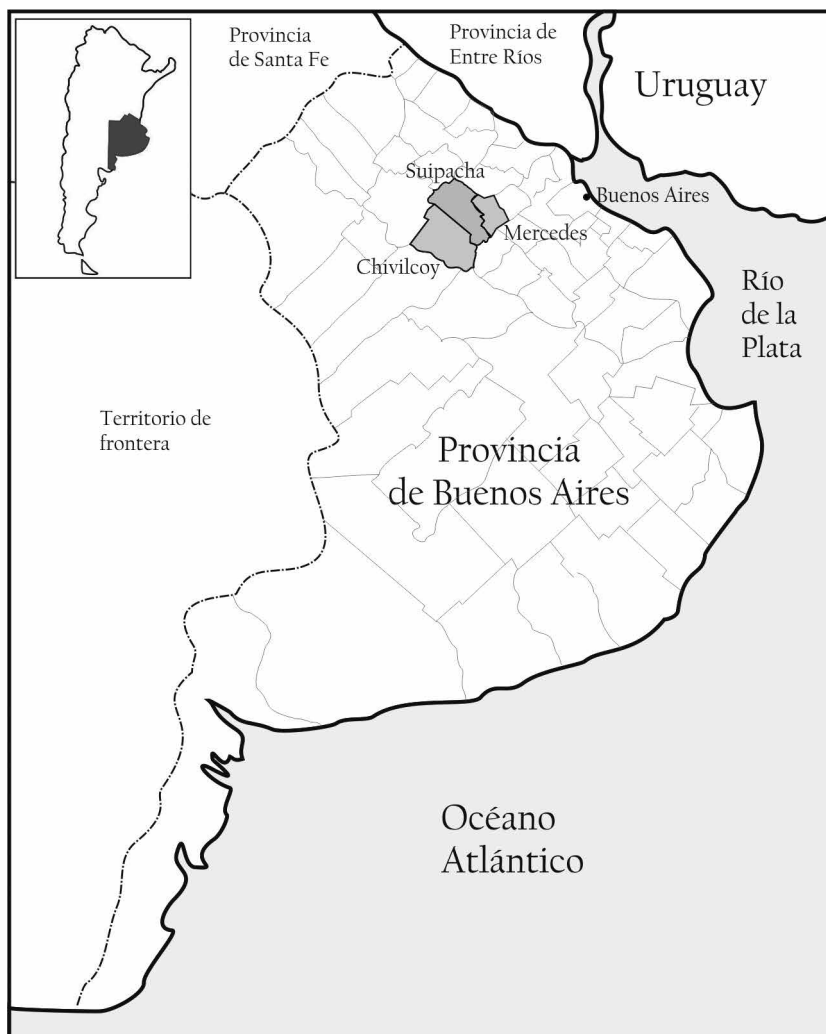 Provincia
de Santa Fe
Provincia de
Entre Ríos
Uruguay
Suipacha
Buenos Aires
Mercedes
Chivilcoy
Río
de la
Plata
Territorio de
frontera
Provincia
de Buenos Aires
Océano
Atlántico